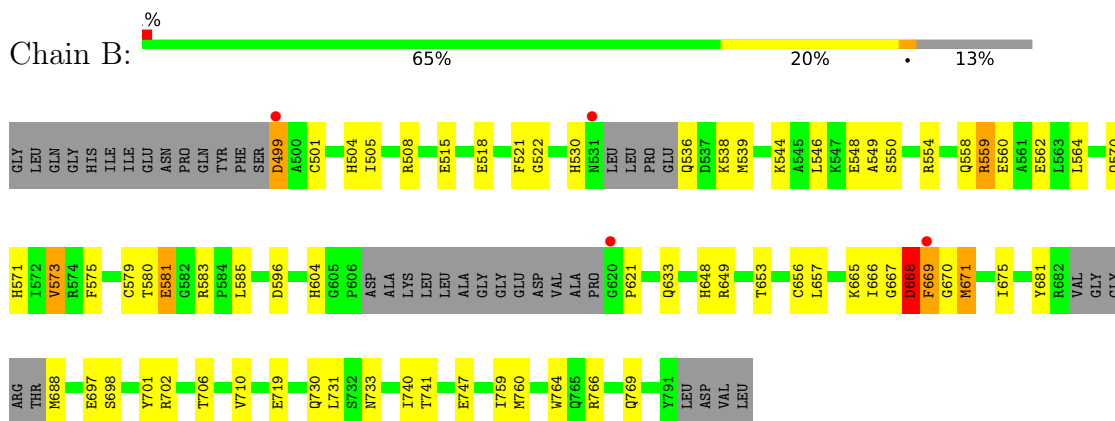 .%
Chain B:
65% 20% • 13%
GLY LEU GLN GLY HIS ILE ILE GLU ASN PRO GLN TYR PHE SER D499 A500 C501 H504 I505 R508 E515 E518 F521 G522 H530 N531 LEU LEU PRO GLU Q536 D537 K538 M539 K544 A545 L546 K547 E548 A549 S550 R554 Q558 R559 E560 A561 E562 L563 L564
H571 I572 V573 R574 F575 C579 T580 E581 G582 R583 P584 L585 D596 H604 G605 P606 ASP ALA LYS LEU LEU ALA GLY GLY GLU ASP VAL ALA PRO G620 P621 Q633 H648 R649 T653 C656 L657 K665 I666 G667 D668 F669 G670 M671 I675 Y681 R682 VAL GLY
ARG THR M688 E697 S698 Y701 R702 T706 V710 E719 Q730 L731 S732 N733 I740 T741 E747 I759 M760 W764 Q765 R766 Q769 Y791 LEU ASP VAL LEU